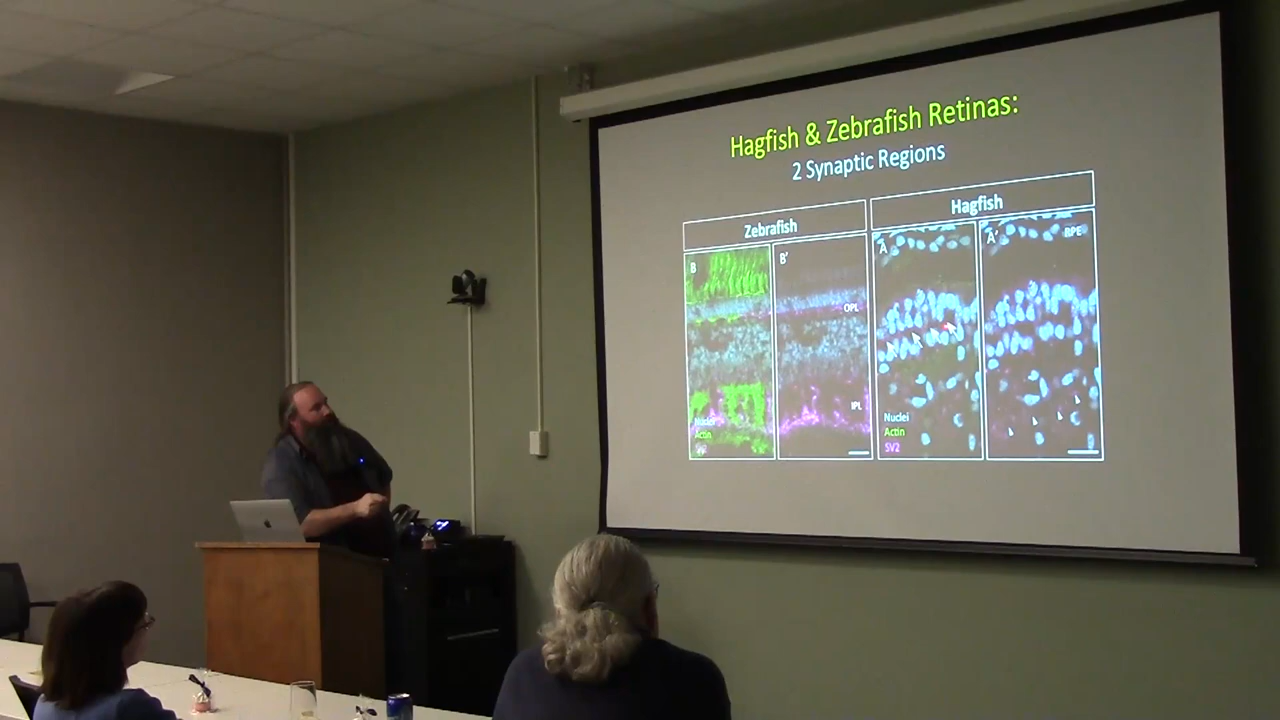 Hagfish & Zebrafish Retinas:
2 Synaptic Regions
Zebrafish
Hagfish
B
B'
OPL
IPL
Nuclei
Actin
A
A'
RPE
Nuclei
Actin
SV2